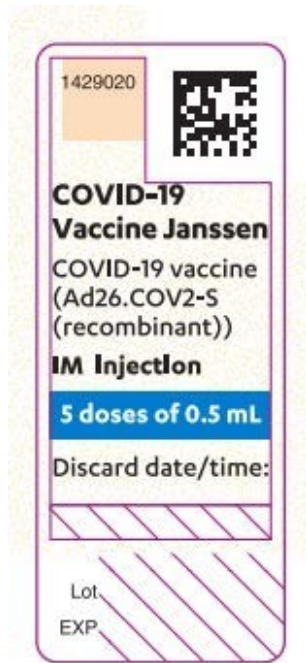 1429020
COVID-19
Vaccine Janssen
COVID-19 vaccine
(Ad26.COV2-S
(recombinant))
IM Injection
5 doses of 0.5 mL
Discard date/time:
Lot
EXP